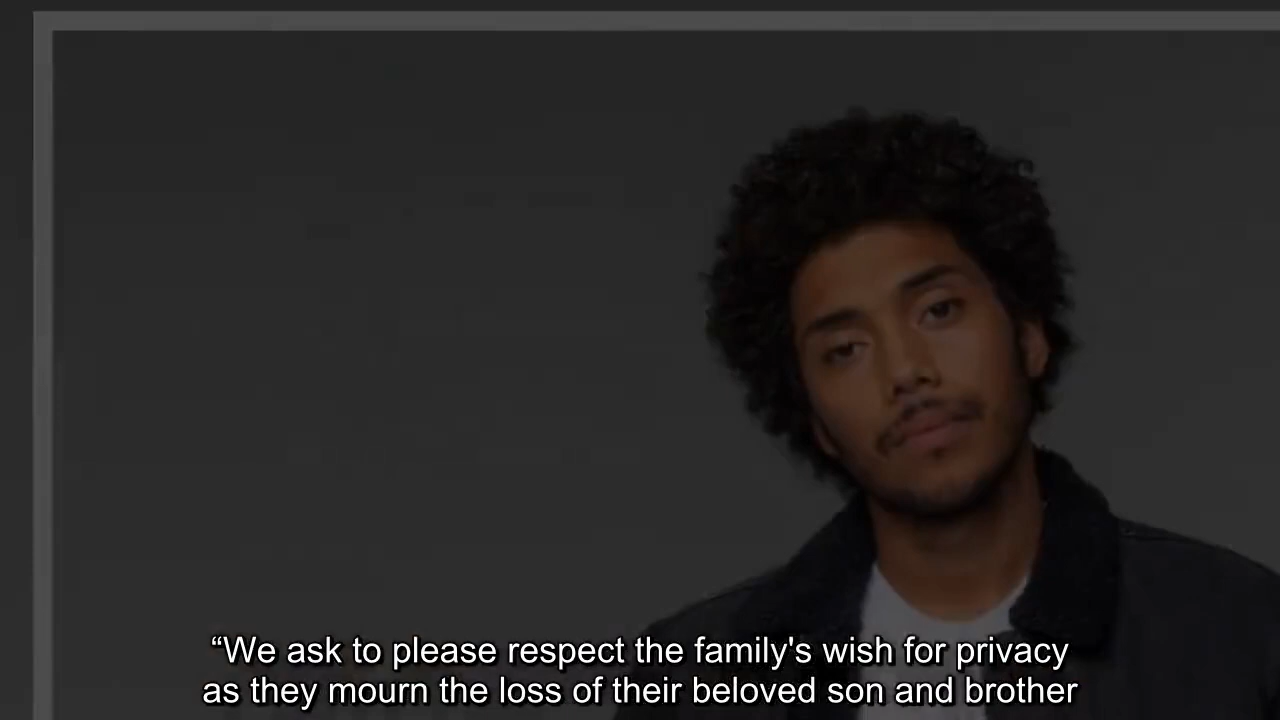 “We ask to please respect the family's wish for privacy
as they mourn the loss of their beloved son and brother